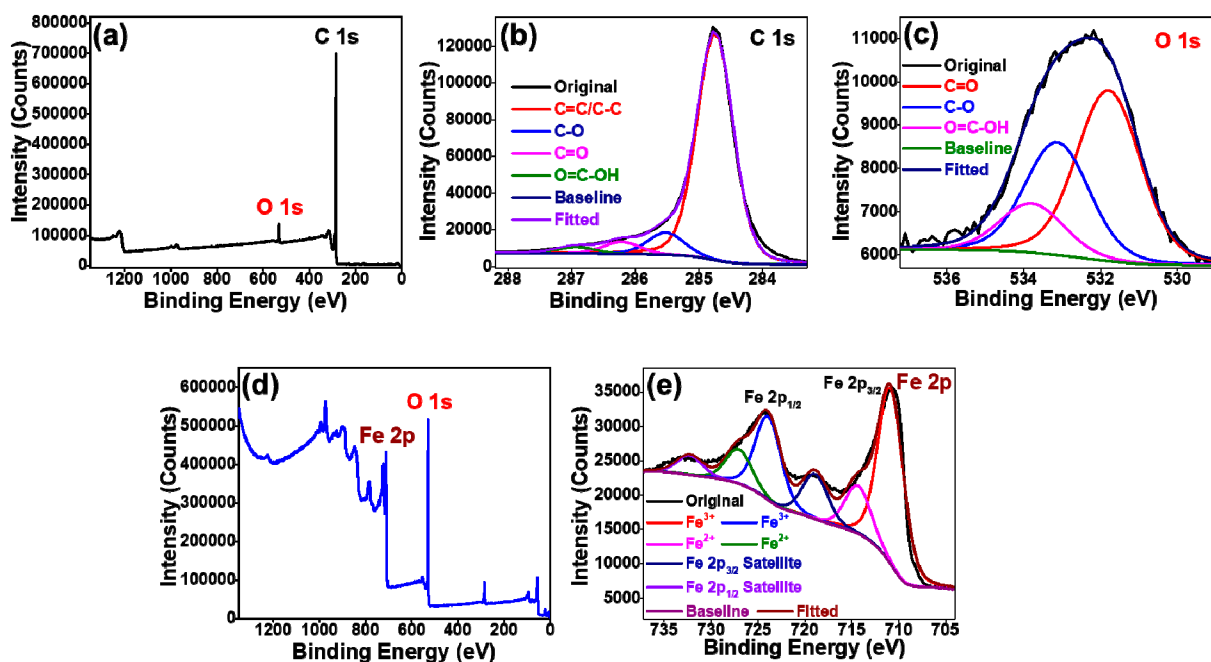 (a)
C 1s
O 1s
Intensity (Counts)
800000
700000
600000
500000
400000
300000
200000
100000
0
1200 1000 800 600 400 200 0
Binding Energy (eV)
(b)
C 1s
Original
C=C/C-C
C-O
C=O
O=C-OH
Baseline
Fitted
Intensity (Counts)
120000
100000
80000
60000
40000
20000
0
288 287 286 285 284
Binding Energy (eV)
(c)
O 1s
Original
C=O
C-O
O=C-OH
Baseline
Fitted
Intensity (Counts)
11000
10000
9000
8000
7000
6000
536 534 532 530
Binding Energy (eV)
(d)
O 1s
Fe 2p
Intensity (Counts)
600000
500000
400000
300000
200000
100000
0
1200 1000 800 600 400 200 0
Binding Energy (eV)
(e)
Fe 2p3/2
Fe 2p
Fe 2p1/2
Original
Fe3+ Fe3+
Fe2+ Fe2+
Fe 2p3/2 Satellite
Fe 2p1/2 Satellite
Baseline Fitted
Intensity (Counts)
35000
30000
25000
20000
15000
10000
5000
735 730 725 720 715 710 705
Binding Energy (eV)